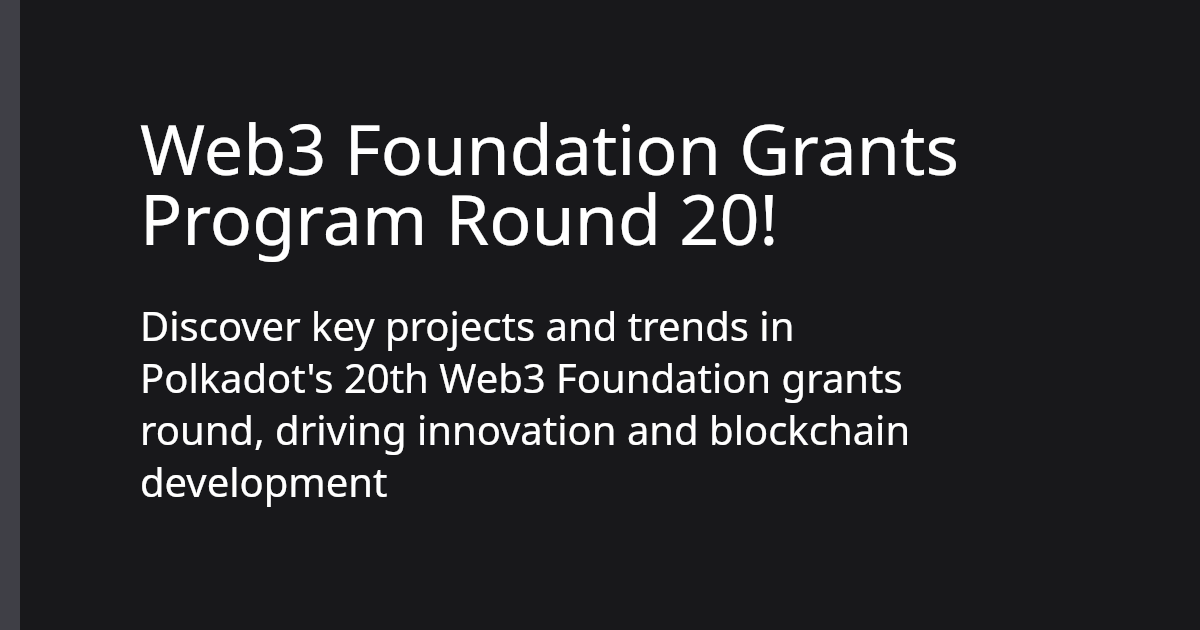 Web3 Foundation Grants
Program Round 20!
Discover key projects and trends in
Polkadot's 20th Web3 Foundation grants
round, driving innovation and blockchain
development